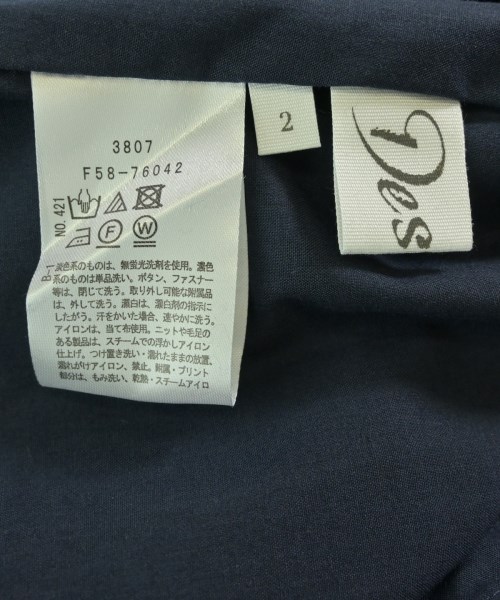 3807
F58-76042
NO. 421
F W
B-1
淡色系のものは、無蛍光洗剤を使用。濃色
系のものは単品洗い。ボタン、ファスナー
等は、閉じて洗う。取り外し可能な附属品
は、外して洗う。漂白は、漂白剤の指示に
したがう。汗をかいた場合、速やかに洗う。
アイロンは、当て布使用。ニットや毛足の
ある製品は、スチームでの浮かしアイロン
仕上げ。つけ置き洗い・濡れたままの放置、
濡れがけアイロン、禁止。附属・プリント
部分は、もみ洗い、乾熱・スチームアイロ
2
Des